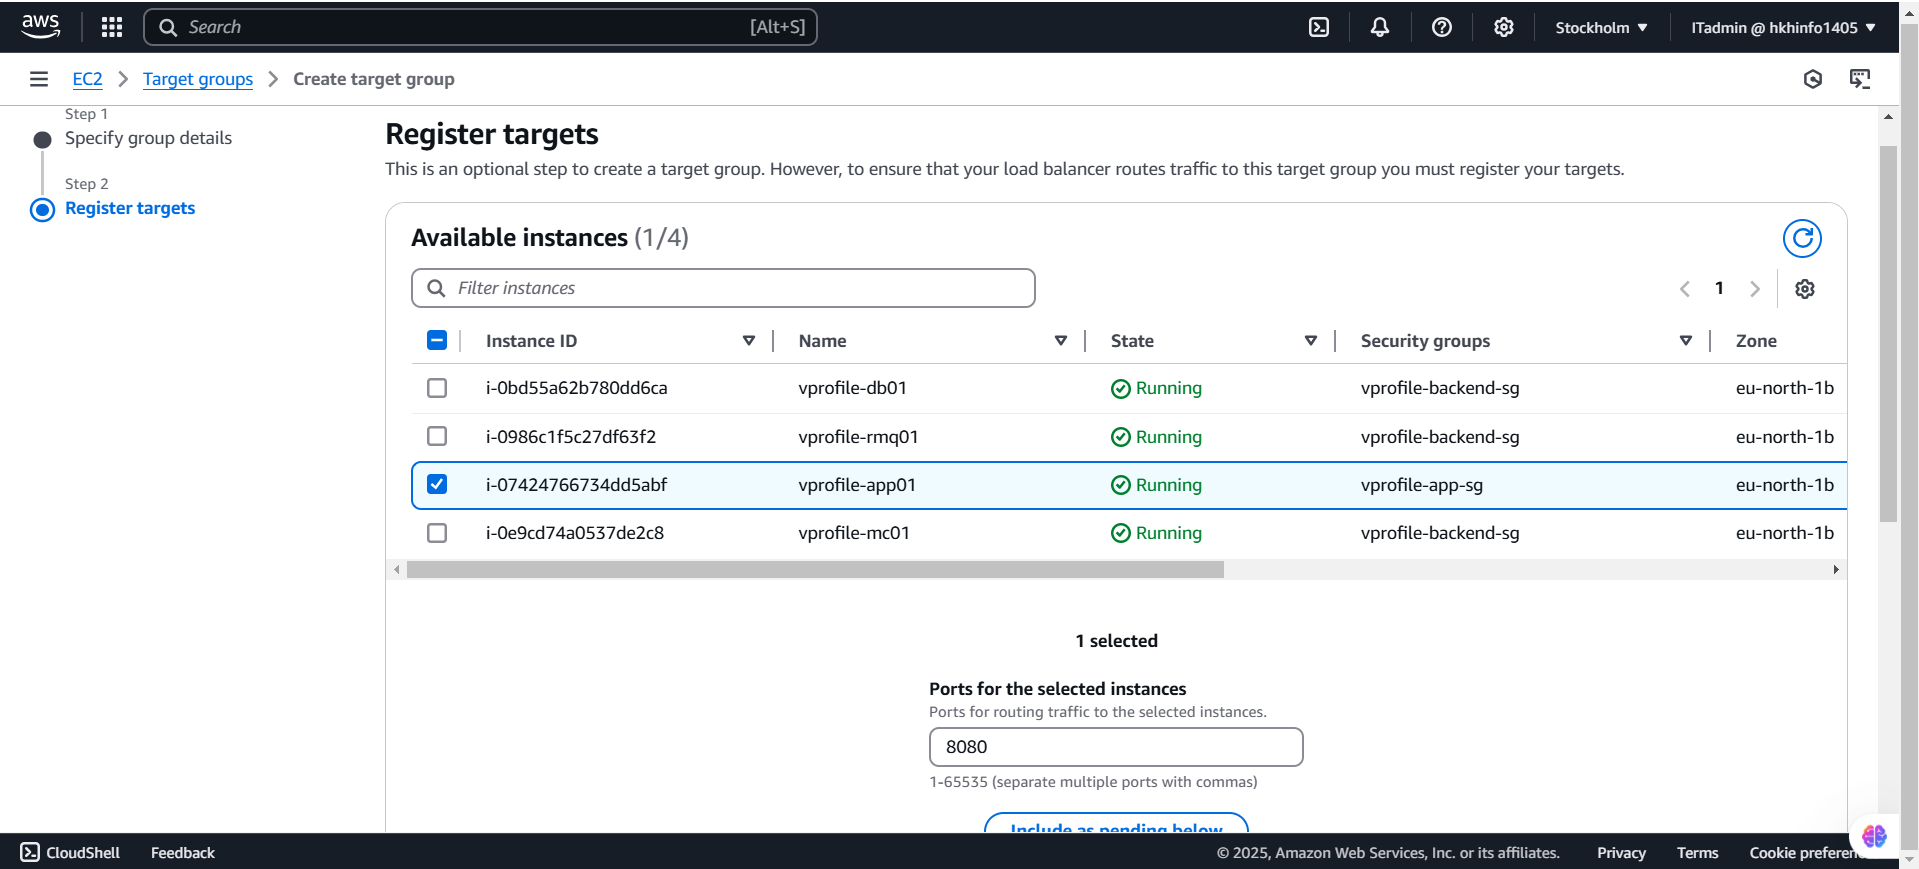 aws
Search [Alt+S] Stockholm ITadmin @ hkhinfo1405
EC2 Target groups Create target group
Step 1
Specify group details
Step 2
Register targets
Register targets
This is an optional step to create a target group. However, to ensure that your load balancer routes traffic to this target group you must register your targets.
Available instances (1/4)
Filter instances
1
Instance ID Name State Security groups Zone
i-0bd55a62b780dd6ca vprofile-db01 Running vprofile-backend-sg eu-north-1b
i-0986c1f5c27df63f2 vprofile-rmq01 Running vprofile-backend-sg eu-north-1b
i-07424766734dd5abf vprofile-app01 Running vprofile-app-sg eu-north-1b
i-0e9cd74a0537de2c8 vprofile-mc01 Running vprofile-backend-sg eu-north-1b
1 selected
Ports for the selected instances
Ports for routing traffic to the selected instances.
8080
1-65535 (separate multiple ports with commas)
Include as pending below
CloudShell Feedback © 2025, Amazon Web Services, Inc. or its affiliates. Privacy Terms Cookie